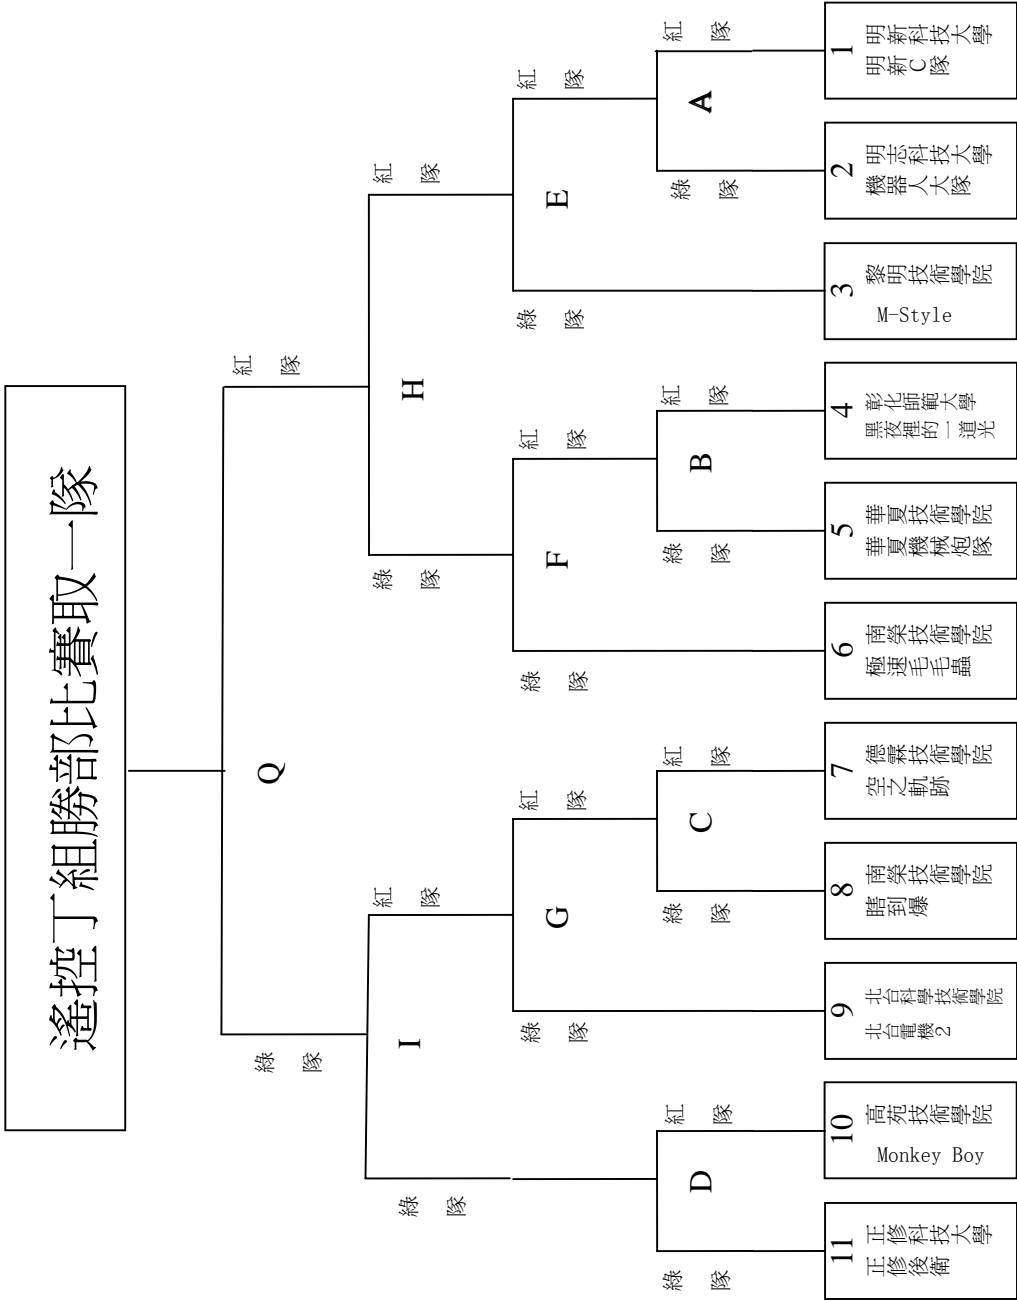 遙控丁組勝部比賽取一隊
Q
紅隊
綠隊
H
紅隊
綠隊
I
紅隊
綠隊
E
紅隊
綠隊
F
紅隊
綠隊
G
紅隊
綠隊
A
紅隊
綠隊
B
紅隊
綠隊
C
紅隊
綠隊
D
紅隊
綠隊
1
明新科技大學
明新C隊
2
明志科技大學
機器人大隊
3
黎明技術學院
M-Style
4
彰化師範大學
黑夜裡的一道光
5
華夏技術學院
華夏機械炮隊
6
南榮技術學院
極速毛毛蟲
7
德霖技術學院
空之軌跡
8
南榮技術學院
瞎到爆
9
北台科學技術學院
北台電機2
10
高苑技術學院
Monkey Boy
11
正修科技大學
正修後衛